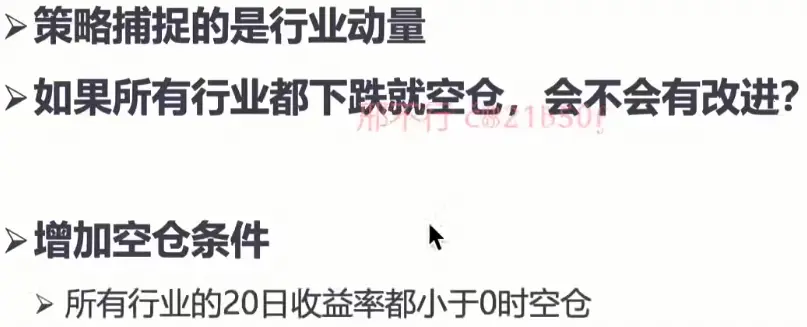 ➢策略捕捉的是行业动量
➢如果所有行业都下跌就空仓，会不会有改进？
➢增加空仓条件
➢所有行业的20日收益率都小于0时空仓